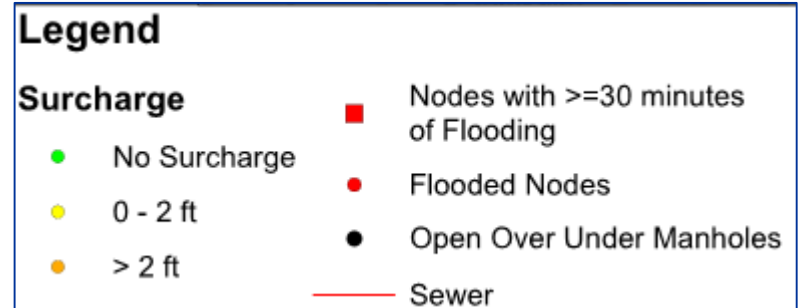 Legend
Surcharge
No Surcharge
0 - 2 ft
> 2 ft
Nodes with >=30 minutes
of Flooding
Flooded Nodes
Open Over Under Manholes
Sewer